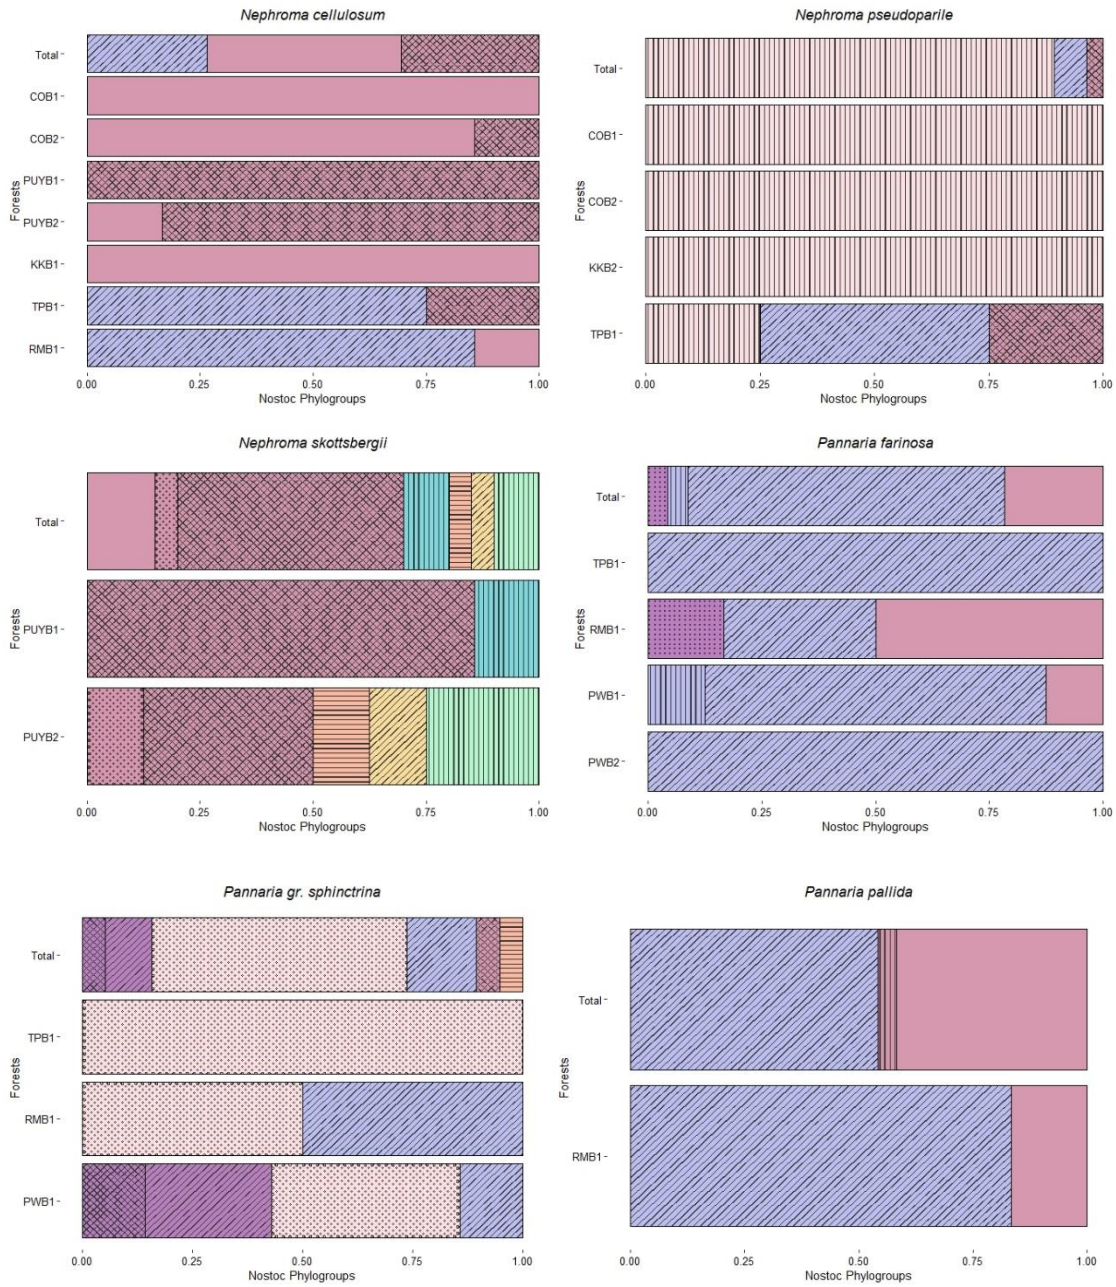 Nephroma cellulosum
Forests
Total
COB1
COB2
PUYB1
PUYB2
KKB1
TPB1
RMB1
0.00 0.25 0.50 0.75 1.00
Nostoc Phylogroups
Nephroma pseudoparile
Forests
Total
COB1
COB2
KKB2
TPB1
0.00 0.25 0.50 0.75 1.00
Nostoc Phylogroups
Nephroma skottsbergii
Forests
Total
PUYB1
PUYB2
0.00 0.25 0.50 0.75 1.00
Nostoc Phylogroups
Pannaria farinosa
Forests
Total
TPB1
RMB1
PWB1
PWB2
0.00 0.25 0.50 0.75 1.00
Nostoc Phylogroups
Pannaria gr. sphinctrina
Forests
Total
TPB1
RMB1
PWB1
0.00 0.25 0.50 0.75 1.00
Nostoc Phylogroups
Pannaria pallida
Forests
Total
RMB1
0.00 0.25 0.50 0.75 1.00
Nostoc Phylogroups